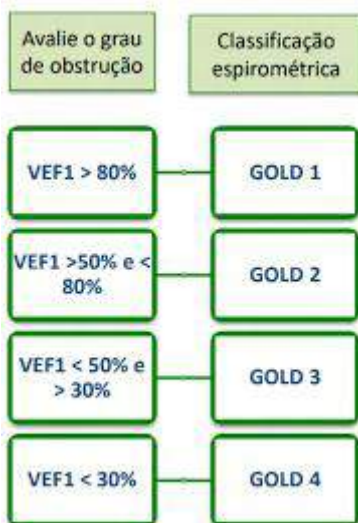 Avalie o grau
de obstrução
Classificação
espirométrica
VEF1 > 80%
GOLD 1
VEF1 >50% e <
80%
GOLD 2
VEF1 < 50% e
> 30%
GOLD 3
VEF1 < 30%
GOLD 4